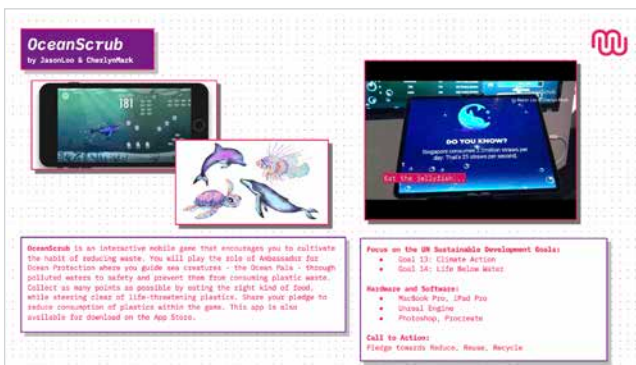 OceanScrub
by JasonLoo & CherlynMark
181
DO YOU KNOW?
per
day. That's 25 straws per second.
Eat the jellyfish...
OceanScrub is an interactive mobile game that encourages you to cultivate
the habit of reducing waste. You will play the role of Ambassador for
Ocean Protection where you guide sea creatures - the Ocean Pals - through
polluted waters to safety and prevent them from consuming plastic waste.
Collect as many points as possible by eating the right kind of food,
while steering clear of life-threatening plastics. Share your pledge to
reduce consumption of plastics within the game. This app is also
available for download on the App Store.
Focus on the UN Sustainable Development Goals:
● Goal 13: Climate Action
● Goal 14: Life Below Water
Hardware and Software:
● MacBook Pro, iPad Pro
● Unreal Engine
● Photoshop, Procreate
Call to Action:
Pledge towards Reduce, Reuse, Recycle